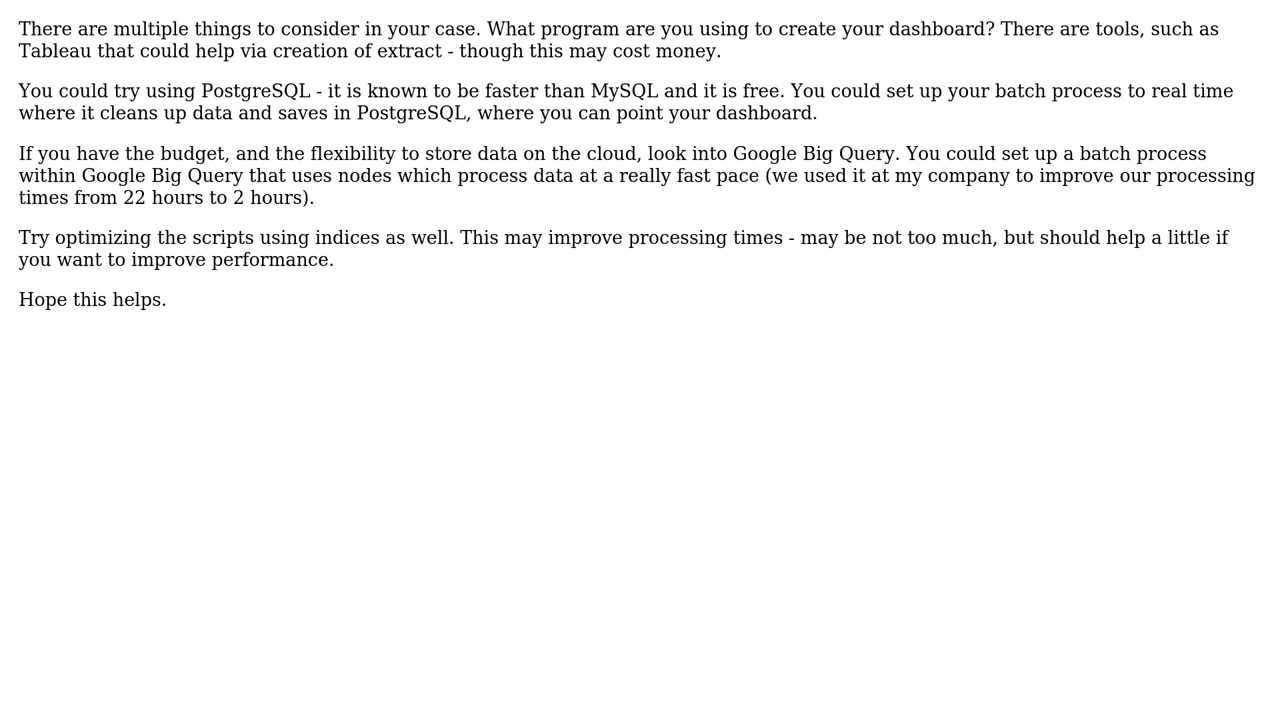 There are multiple things to consider in your case. What program are you using to create your dashboard? There are tools, such as
Tableau that could help via creation of extract - though this may cost money.
You could try using PostgreSQL - it is known to be faster than MySQL and it is free. You could set up your batch process to real time
where it cleans up data and saves in PostgreSQL, where you can point your dashboard.
If you have the budget, and the flexibility to store data on the cloud, look into Google Big Query. You could set up a batch process
within Google Big Query that uses nodes which process data at a really fast pace (we used it at my company to improve our processing
times from 22 hours to 2 hours).
Try optimizing the scripts using indices as well. This may improve processing times - may be not too much, but should help a little if
you want to improve performance.
Hope this helps.